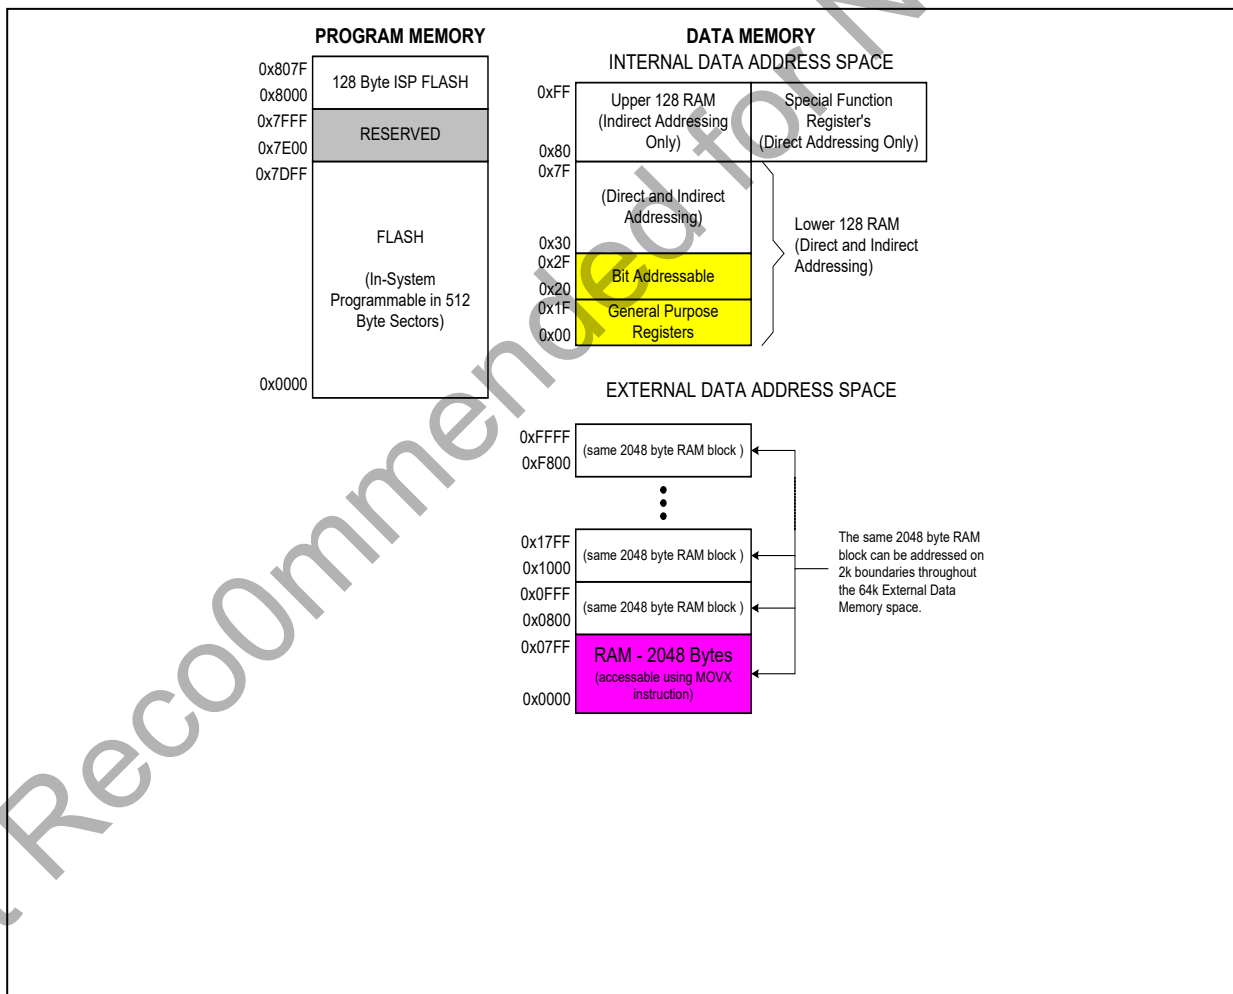 PROGRAM MEMORY
0x807F
0x8000
128 Byte ISP FLASH
0x7FFF
0x7E00
RESERVED
0x7DFF
FLASH
(In-System
Programmable in 512
Byte Sectors)
0x0000
DATA MEMORY
INTERNAL DATA ADDRESS SPACE
0xFF
Upper 128 RAM
(Indirect Addressing
Only)
0x80
Special Function
Register's
(Direct Addressing Only)
0x7F
(Direct and Indirect
Addressing)
0x30
0x2F
Bit Addressable
0x20
0x1F
General Purpose
Registers
0x00
Lower 128 RAM
(Direct and Indirect
Addressing)
EXTERNAL DATA ADDRESS SPACE
0xFFFF
(same 2048 byte RAM block )
0xF800
0x17FF
(same 2048 byte RAM block )
0x1000
0x0FFF
(same 2048 byte RAM block )
0x0800
0x07FF
RAM - 2048 Bytes
(accessable using MOVX
instruction)
0x0000
The same 2048 byte RAM
block can be addressed on
2k boundaries throughout
the 64k External Data
Memory space.
Reco0mmended for